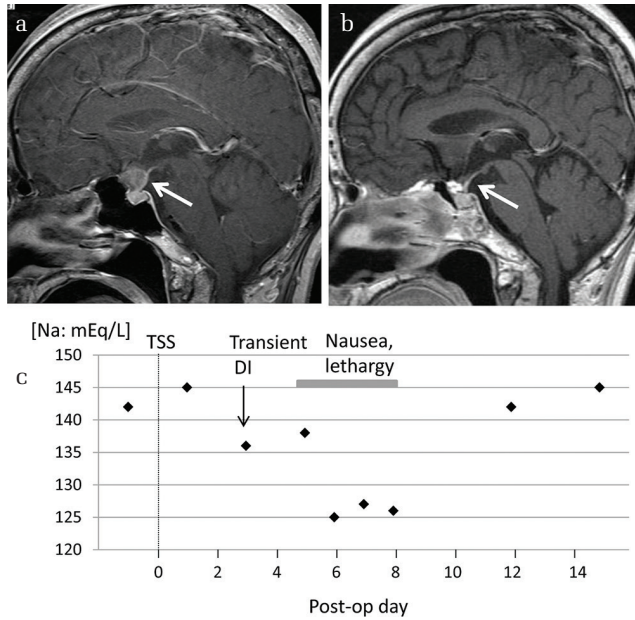 a
b
[Na: mEq/L]
TSS
Transient
DI
Nausea,
lethargy
c
150
145
140
135
130
125
120
0 2 4 6 8 10 12 14
Post-op day